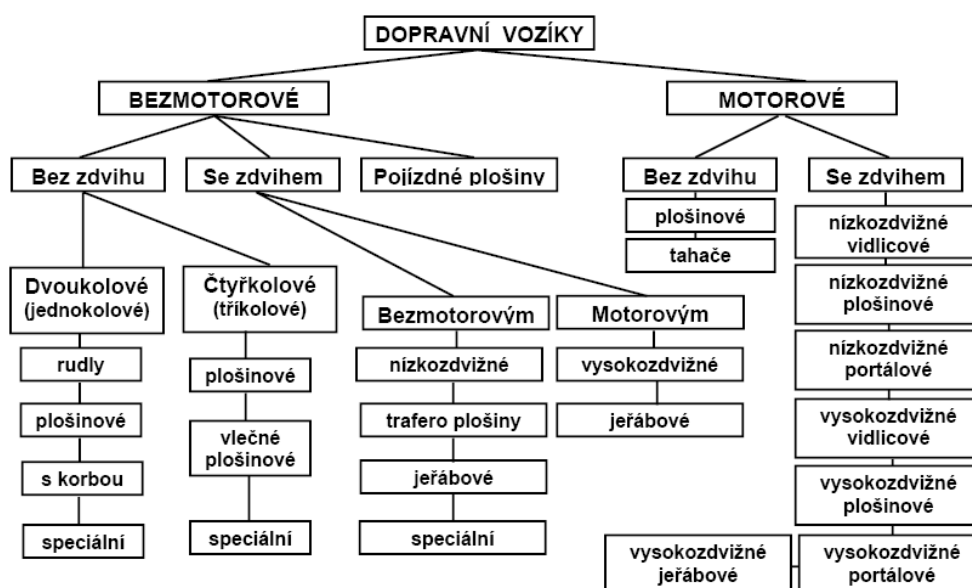 DOPRAVNÍ VOZÍKY
BEZMOTOROVÉ
MOTOROVÉ
Bez zdvihu
Se zdvihem
Pojízdné plošiny
Bez zdvihu
Se zdvihem
plošinové
tahače
nízkozdvižné
vidlicové
Dvoukolové
(jednokolové)
Čtyřkolové
(tříkolové)
nízkozdvižné
plošinové
Bezmotorovým
Motorovým
rudly
plošinové
nízkozdvižné
vysokozdvižné
nízkozdvižné
portálové
plošinové
vlečné
plošinové
trafero plošiny
jeřábové
vysokozdvižné
vidlicové
s korbou
jeřábové
vysokozdvižné
plošinové
speciální
speciální
speciální
vysokozdvižné
jeřábové
vysokozdvižné
portálové